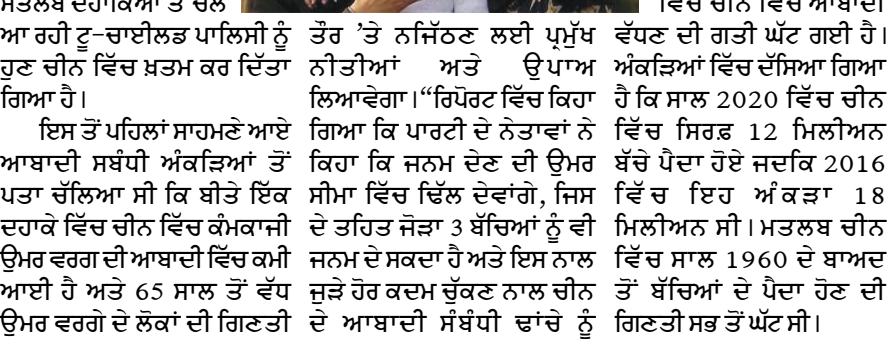 ਆ ਰਹੀ ਟੂ-ਚਾਈਲਡ ਪਾਲਿਸੀ ਨੂੰ
ਹੁਣ ਚੀਨ ਵਿੱਚ ਖ਼ਤਮ ਕਰ ਦਿੱਤਾ
ਗਿਆ ਹੈ।
ਇਸ ਤੋਂ ਪਹਿਲਾਂ ਸਾਹਮਣੇ ਆਏ
ਆਬਾਦੀ ਸਬੰਧੀ ਅੰਕੜਿਆਂ ਤੋਂ
ਪਤਾ ਚੱਲਿਆ ਸੀ ਕਿ ਬੀਤੇ ਇੱਕ
ਦਹਾਕੇ ਵਿੱਚ ਚੀਨ ਵਿੱਚ ਕੰਮਕਾਜੀ
ਉਮਰ ਵਰਗ ਦੀ ਆਬਾਦੀ ਵਿੱਚ ਕਮੀ
ਆਈ ਹੈ ਅਤੇ 65 ਸਾਲ ਤੋਂ ਵੱਧ
ਉਮਰ ਵਰਗੇ ਦੇ ਲੋਕਾਂ ਦੀ ਗਿਣਤੀ
ਤੌਰ ’ਤੇ ਨਜਿੱਠਣ ਲਈ ਪ੍ਰਮੁੱਖ
ਨੀਤੀਆਂ ਅਤੇ ਉਪਾਅ
ਲਿਆਵੇਗਾ।“ਰਿਪੋਰਟ ਵਿੱਚ ਕਿਹਾ
ਗਿਆ ਕਿ ਪਾਰਟੀ ਦੇ ਨੇਤਾਵਾਂ ਨੇ
ਕਿਹਾ ਕਿ ਜਨਮ ਦੇਣ ਦੀ ਉਮਰ
ਸੀਮਾ ਵਿੱਚ ਢਿੱਲ ਦੇਵਾਂਗੇ, ਜਿਸ
ਦੇ ਤਹਿਤ ਜੋੜਾ 3 ਬੱਚਿਆਂ ਨੂੰ ਵੀ
ਜਨਮ ਦੇ ਸਕਦਾ ਹੈ ਅਤੇ ਇਸ ਨਾਲ
ਜੁੜੇ ਹੋਰ ਕਦਮ ਚੁੱਕਣ ਨਾਲ ਚੀਨ
ਦੇ ਆਬਾਦੀ ਸੰਬੰਧੀ ਢਾਂਚੇ ਨੂੰ
ਵਿੱਚ ਚੀਨ ਵਿੱਚ ਆਬਾਦੀ
ਵੱਧਣ ਦੀ ਗਤੀ ਘੱਟ ਗਈ ਹੈ।
ਅੰਕੜਿਆਂ ਵਿੱਚ ਦੱਸਿਆ ਗਿਆ
ਹੈ ਕਿ ਸਾਲ 2020 ਵਿੱਚ ਚੀਨ
ਵਿੱਚ ਸਿਰਫ਼ 12 ਮਿਲੀਅਨ
ਬੱਚੇ ਪੈਦਾ ਹੋਏ ਜਦਕਿ 2016
ਵਿੱਚ ਇਹ ਅੰਕੜਾ 18
ਮਿਲੀਅਨ ਸੀ। ਮਤਲਬ ਚੀਨ
ਵਿੱਚ ਸਾਲ 1960 ਦੇ ਬਾਅਦ
ਤੋਂ ਬੱਚਿਆਂ ਦੇ ਪੈਦਾ ਹੋਣ ਦੀ
ਗਿਣਤੀ ਸਭ ਤੋਂ ਘੱਟ ਸੀ।